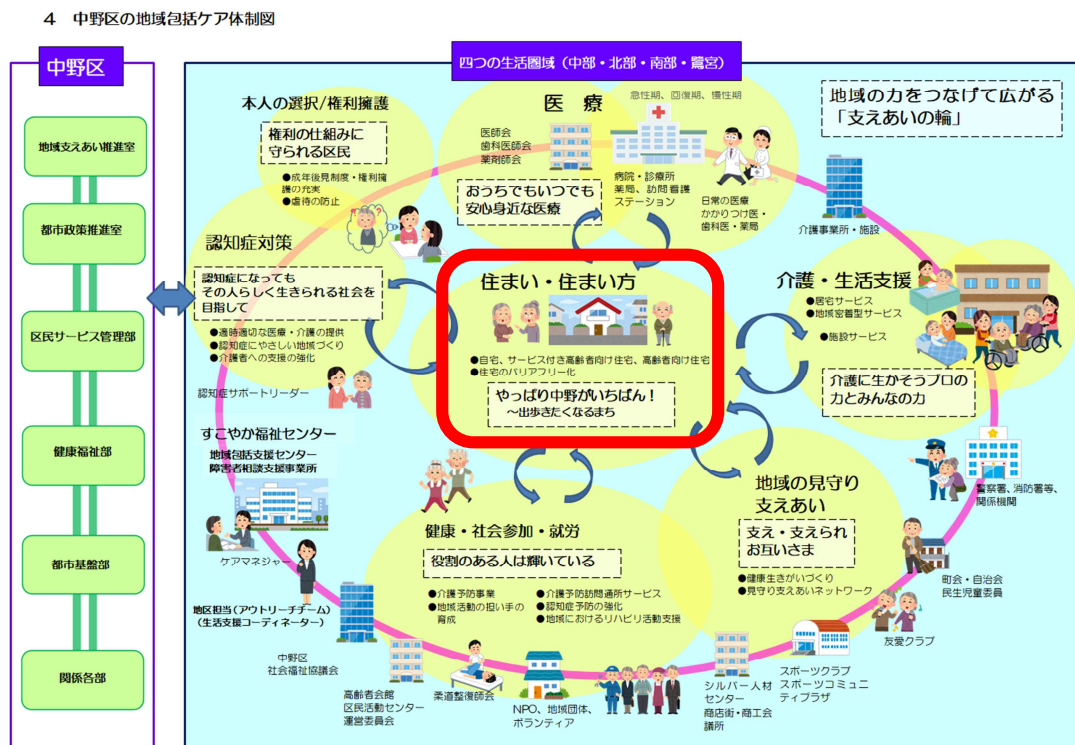 4 中野区の地域包括ケア体制図
中野区
地域支えあい推進室
都市政策推進室
区民サービス管理部
健康福祉部
都市基盤部
関係各部
四つの生活圏域（中部・北部・南部・鷺宮）
地域の力をつなげて広がる
「支えあいの輪」
本人の選択/権利擁護
権利の仕組みに
守られる区民
●成年後見制度・権利擁
護の充実
●虐待の防止
医 療
急性期、回復期、慢性期
医師会
歯科医師会
薬剤師会
おうちでもいつでも
安心身近な医療
病院・診療所
薬局、訪問看護
ステーション
日常の医療
かかりつけ医・
歯科医・薬局
介護事業所・施設
認知症対策
認知症になっても
その人らしく生きられる社会を
目指して
●適時適切な医療・介護の提供
●認知症にやさしい地域づくり
●介護者への支援の強化
認知症サポートリーダー
住まい・住まい方
●自宅、サービス付き高齢者向け住宅、高齢者向け住宅
●住宅のバリアフリー化
やっぱり中野がいちばん！
～出歩きたくなるまち
介護・生活支援
●居宅サービス
●地域密着型サービス
●施設サービス
介護に生かそうプロの
力とみんなの力
すこやか福祉センター
地域包括支援センター
障害者相談支援事業所
ケアマネジャー
地区担当（アウトリーチチーム）
（生活支援コーディネーター）
健康・社会参加・就労
役割のある人は輝いている
●介護予防事業
●地域活動の担い手の
育成
●介護予防訪問通所サービス
●認知症予防の強化
●地域におけるリハビリ活動支援
地域の見守り
支えあい
支え・支えられ
お互いさま
●健康生きがいづくり
●見守り支えあいネットワーク
警察署、消防署等、
関係機関
町会・自治会
民生児童委員
友愛クラブ
スポーツクラブ
スポーツコミュニ
ティプラザ
シルバー人材
センター
商店街・商工会
議所
NPO、地域団体、
ボランティア
柔道整復師会
高齢者会館
区民活動センター
運営委員会
中野区
社会福祉協議会